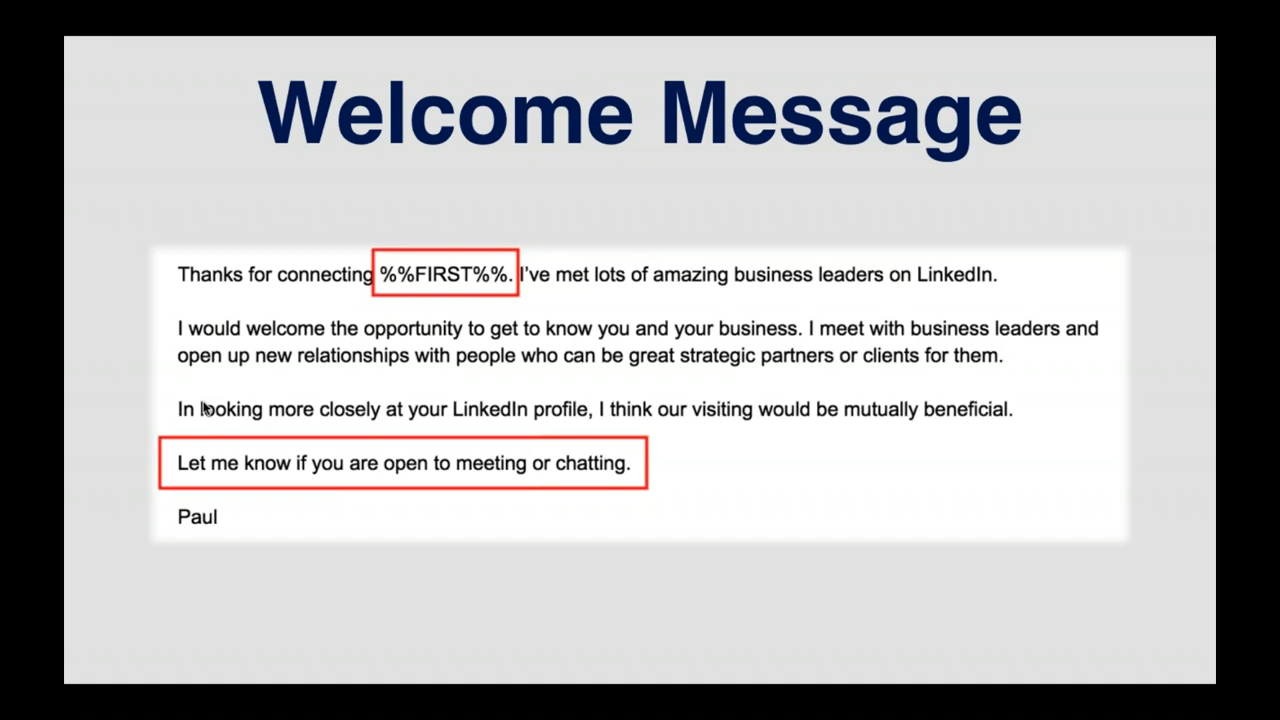 Welcome Message
Thanks for connecting %%FIRST%%. I've met lots of amazing business leaders on LinkedIn.
I would welcome the opportunity to get to know you and your business. I meet with business leaders and
open up new relationships with people who can be great strategic partners or clients for them.
In looking more closely at your LinkedIn profile, I think our visiting would be mutually beneficial.
Let me know if you are open to meeting or chatting.
Paul